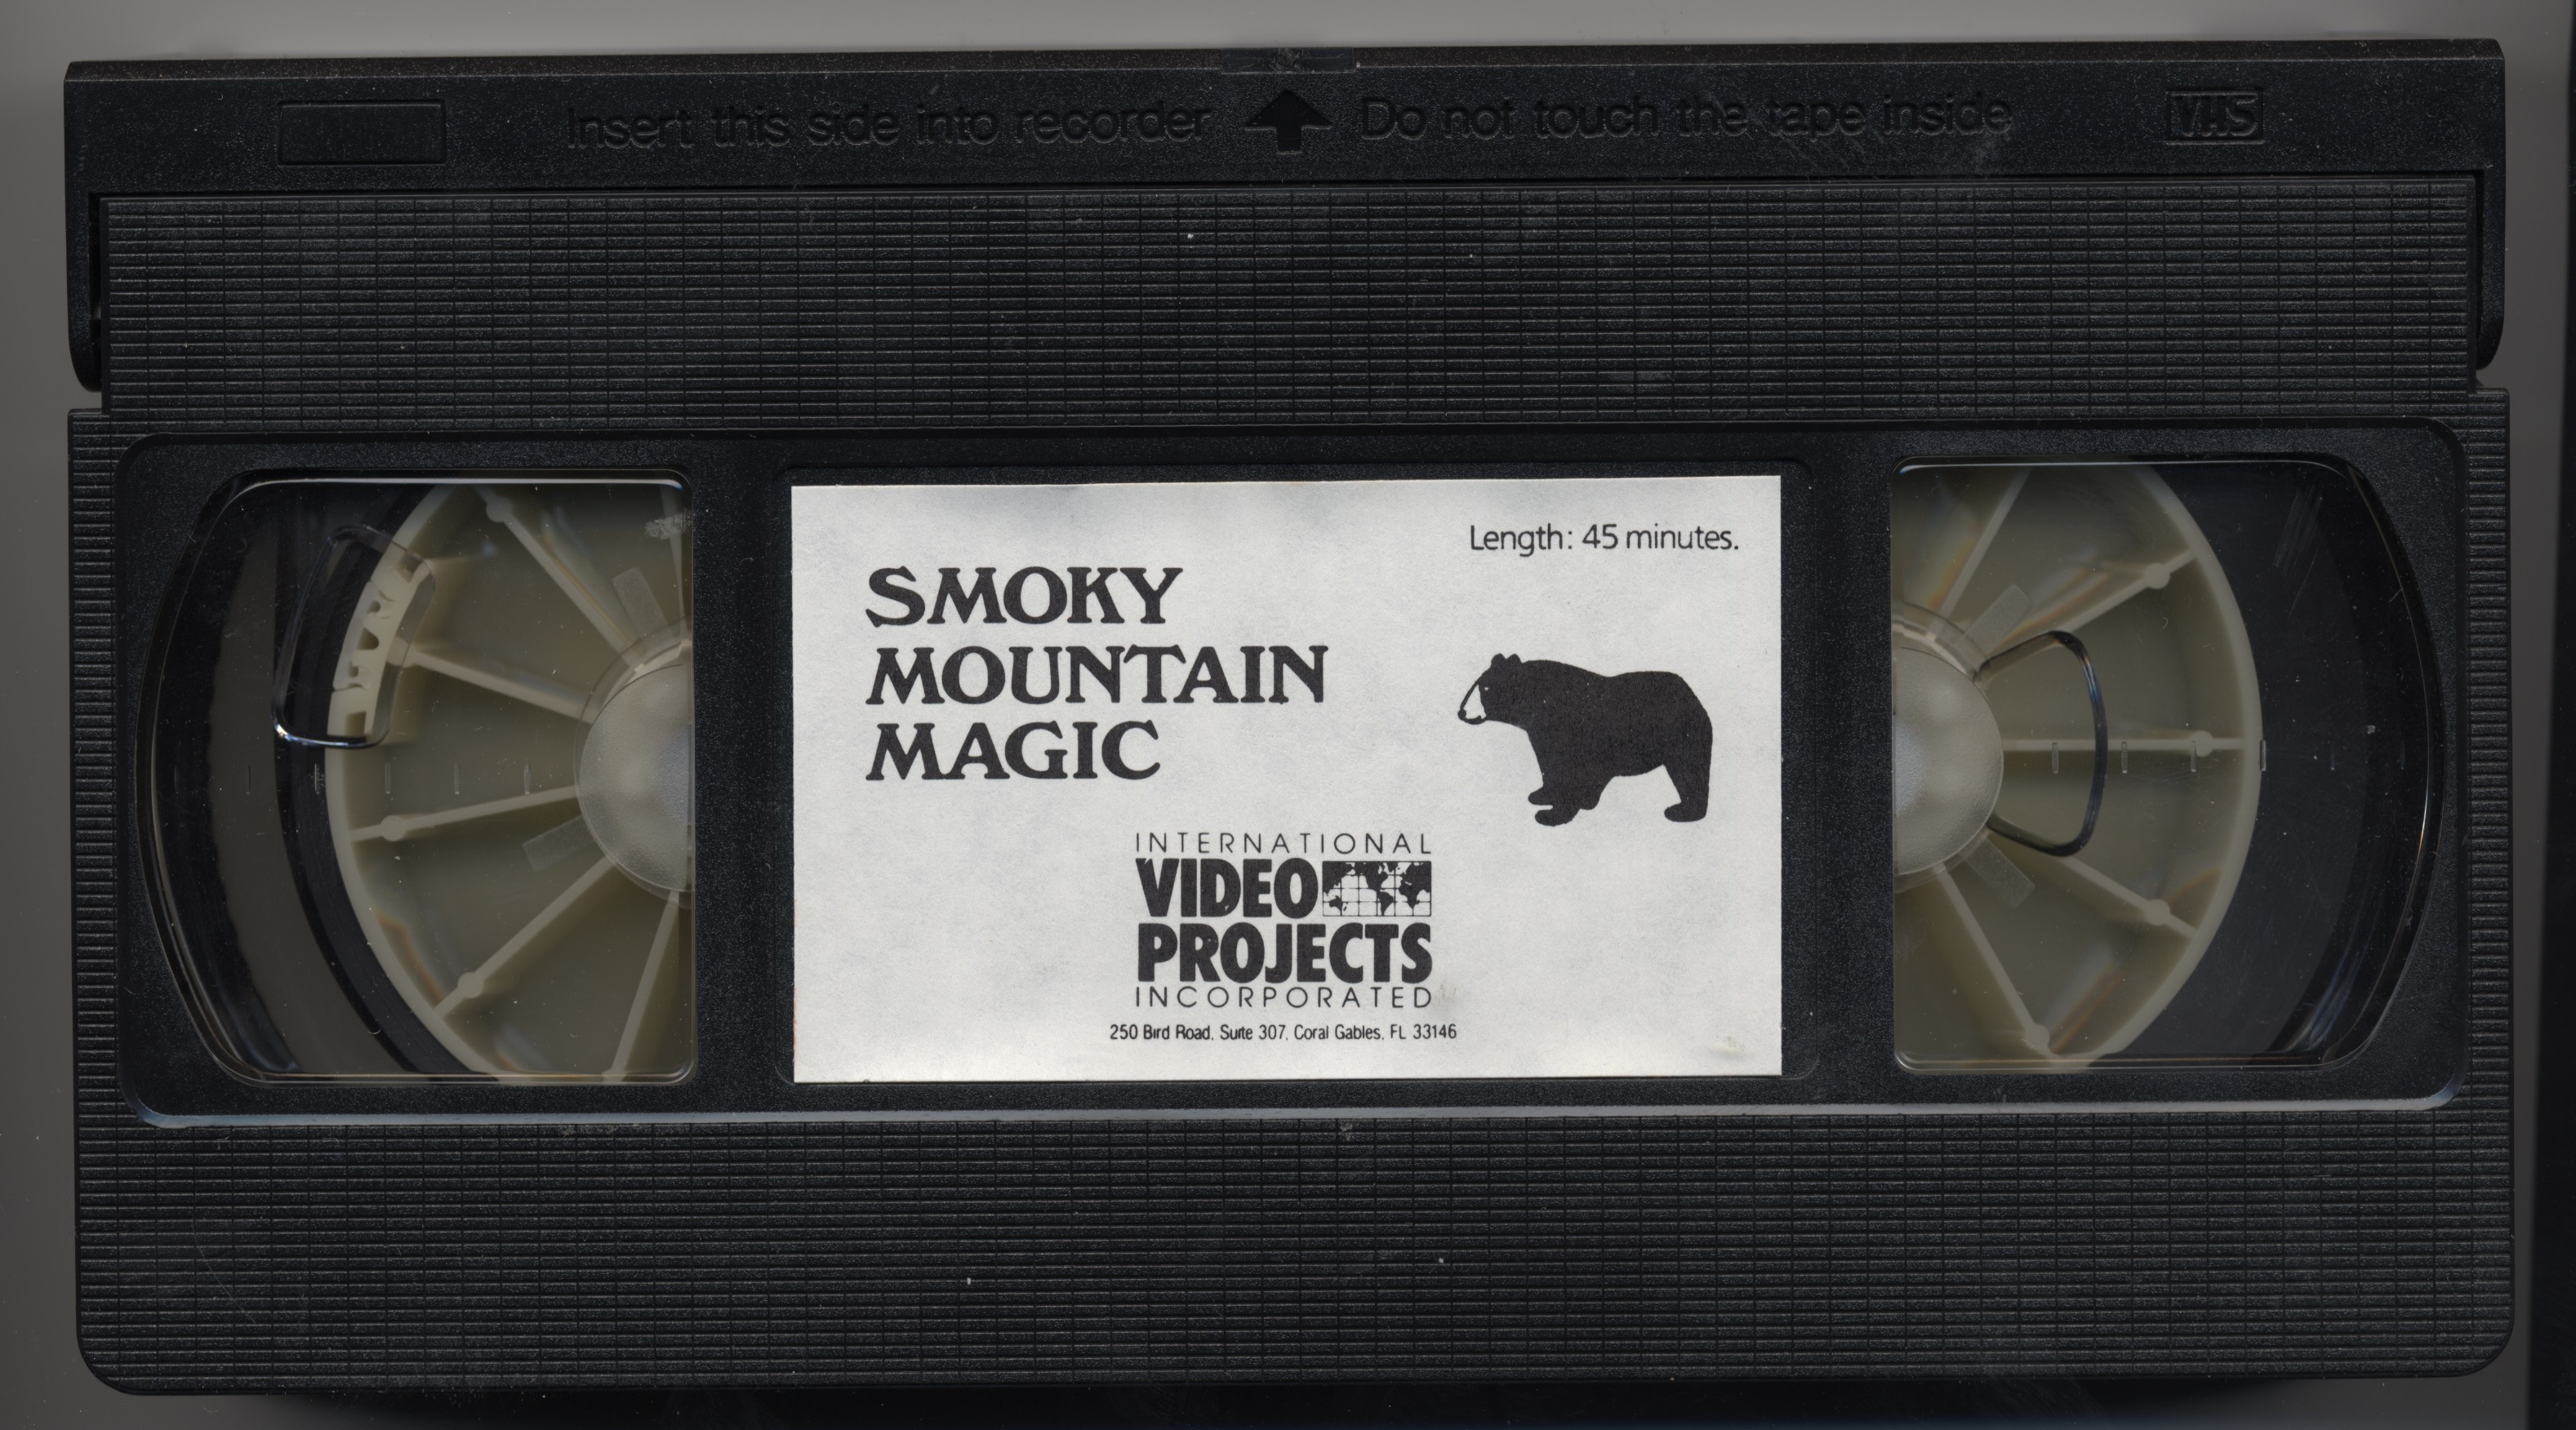 Insert this side into recorder Do not touch the tape inside VHS
Length: 45 minutes.
SMOKY
MOUNTAIN
MAGIC
INTERNATIONAL
VIDEO
PROJECTS
INCORPORATED
250 Bird Road, Suite 307, Coral Gables, FL 33146